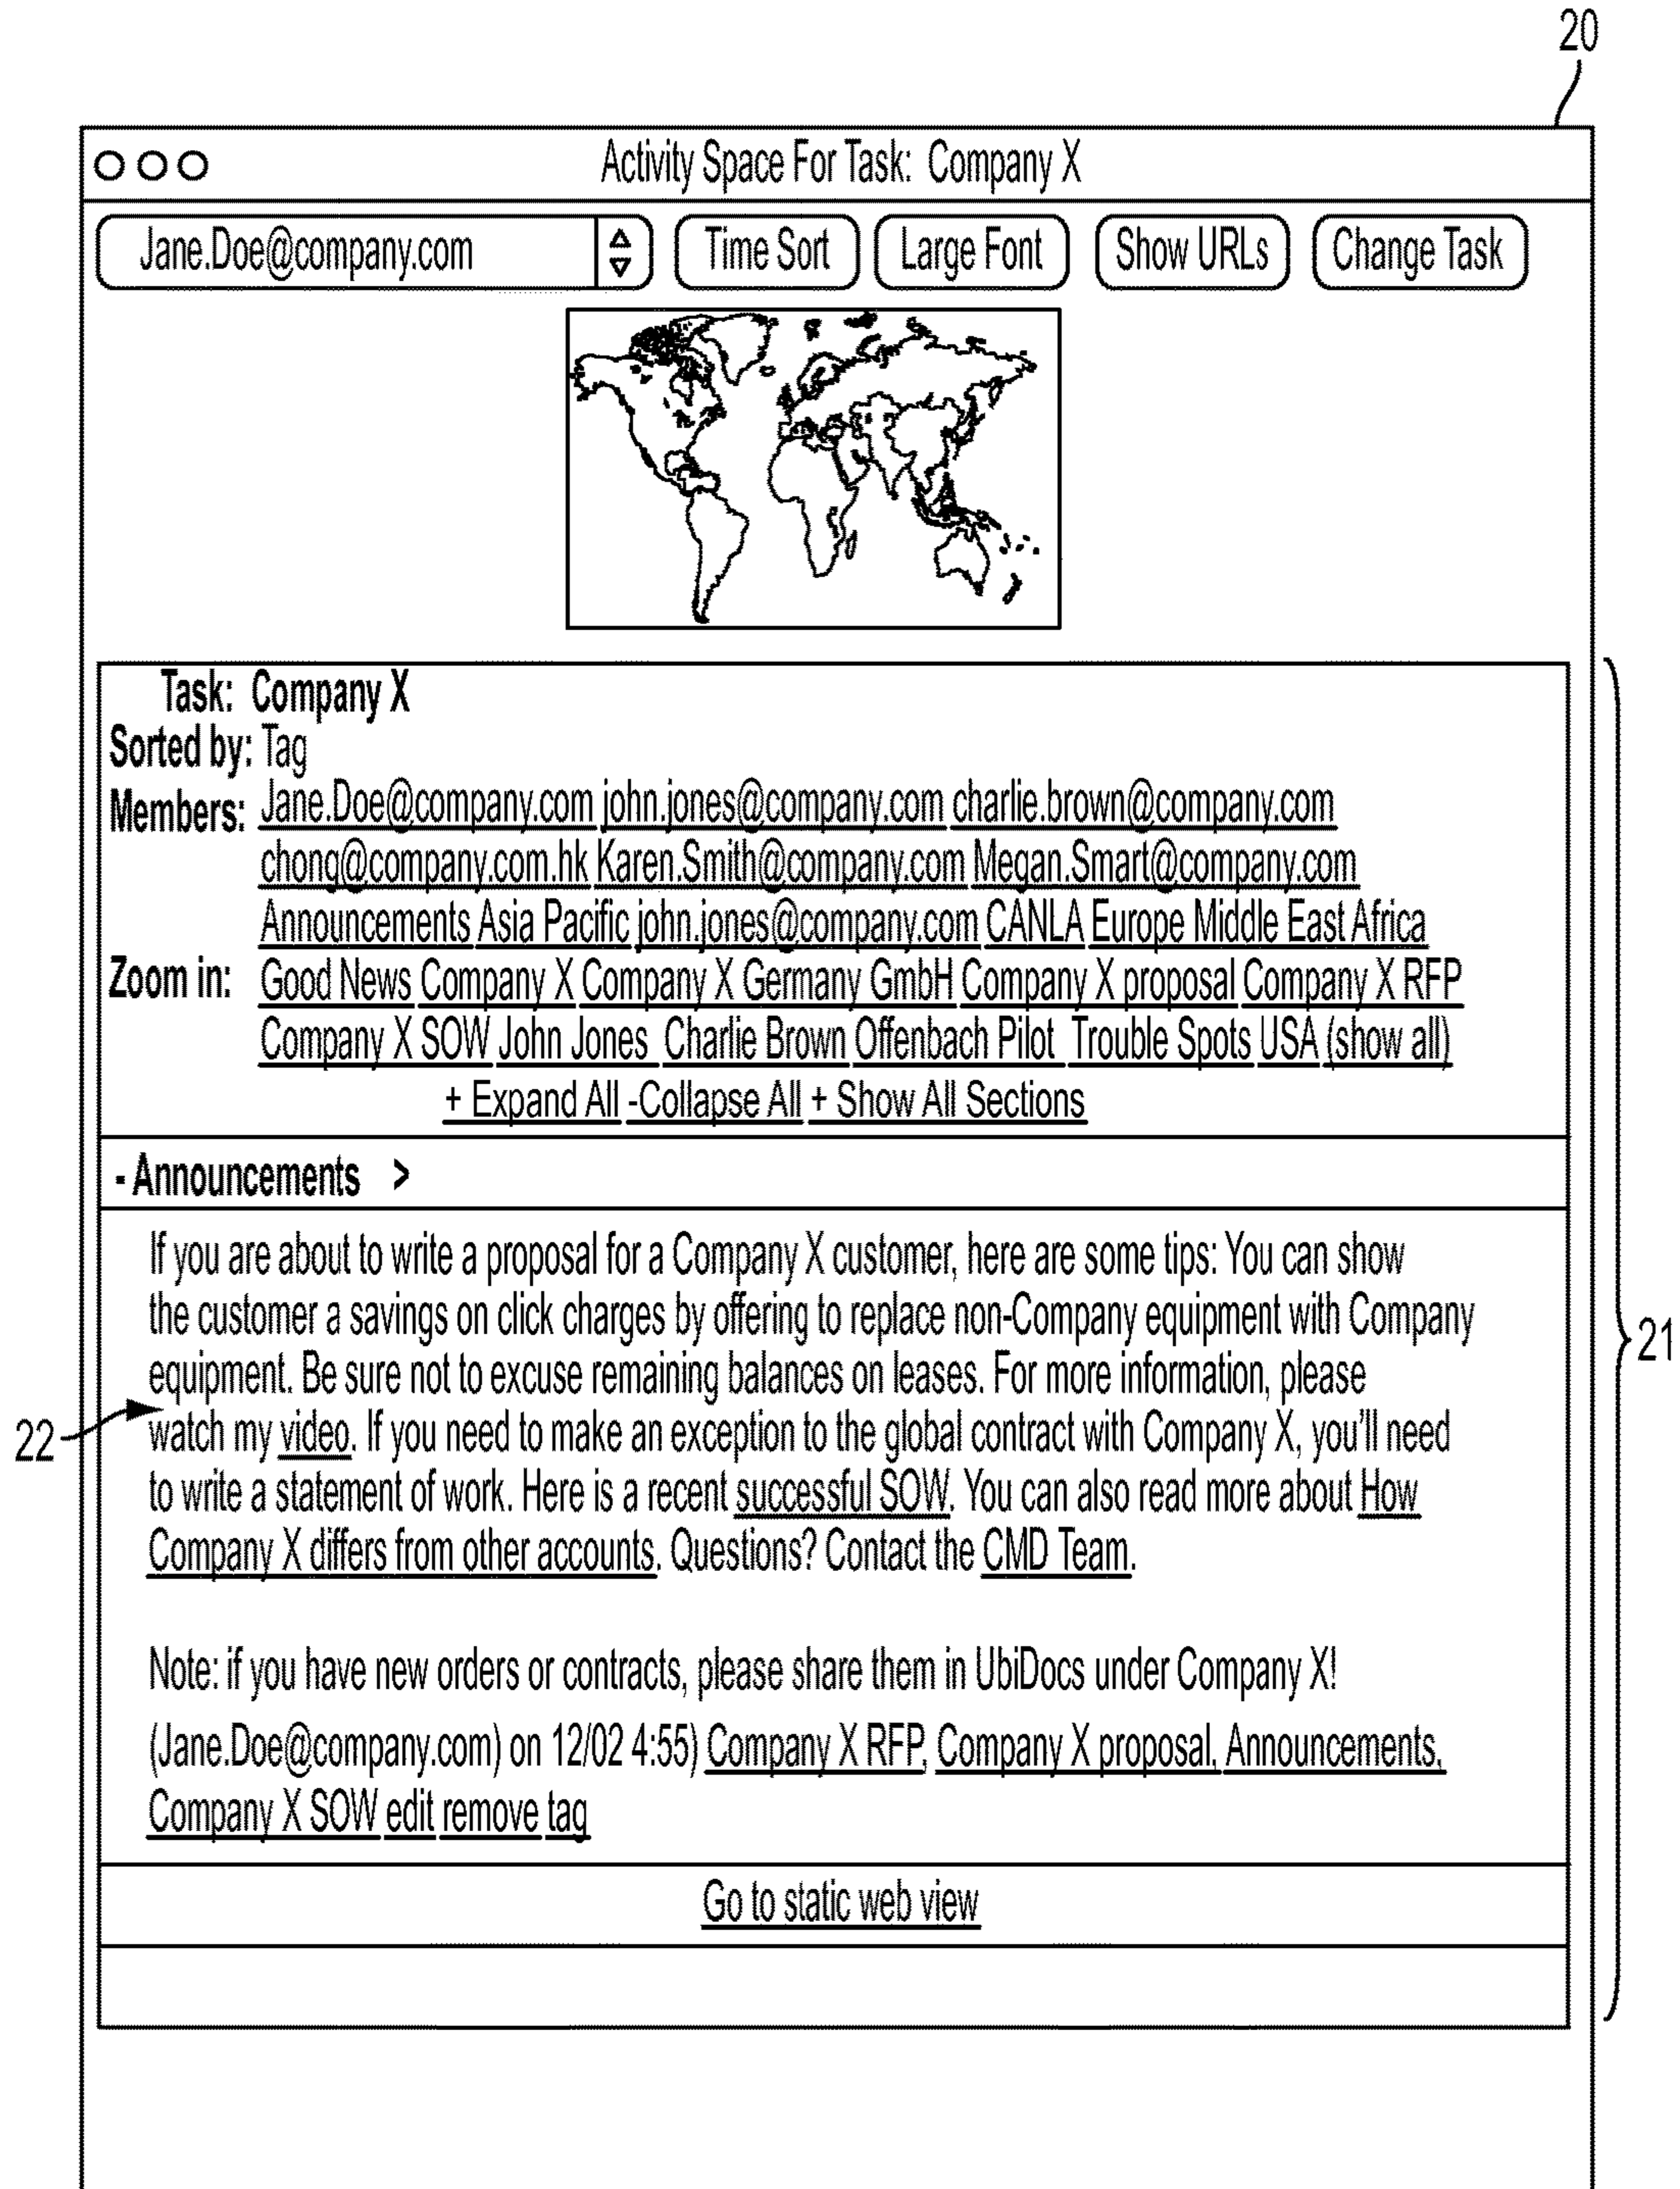 20
Activity Space For Task: Company X
Jane.Doe@company.com Time Sort Large Font Show URLs Change Task
Task: Company X
Sorted by: Tag
Members: Jane.Doe@company.com john.jones@company.com charlie.brown@company.com
chong@company.com.hk Karen.Smith@company.com Megan.Smart@company.com
Announcements Asia Pacific john.jones@company.com CANLA Europe Middle East Africa
Zoom in: Good News Company X Company X Germany GmbH Company X proposal Company X RFP
Company X SOW John Jones Charlie Brown Offenbach Pilot Trouble Spots USA (show all)
+ Expand All -Collapse All + Show All Sections
- Announcements >
If you are about to write a proposal for a Company X customer, here are some tips: You can show
the customer a savings on click charges by offering to replace non-Company equipment with Company
equipment. Be sure not to excuse remaining balances on leases. For more information, please
watch my video. If you need to make an exception to the global contract with Company X, you'll need
to write a statement of work. Here is a recent successful SOW. You can also read more about How
Company X differs from other accounts. Questions? Contact the CMD Team.
Note: if you have new orders or contracts, please share them in UbiDocs under Company X!
(Jane.Doe@company.com) on 12/02 4:55) Company X RFP, Company X proposal, Announcements,
Company X SOW edit remove tag
Go to static web view
21
22